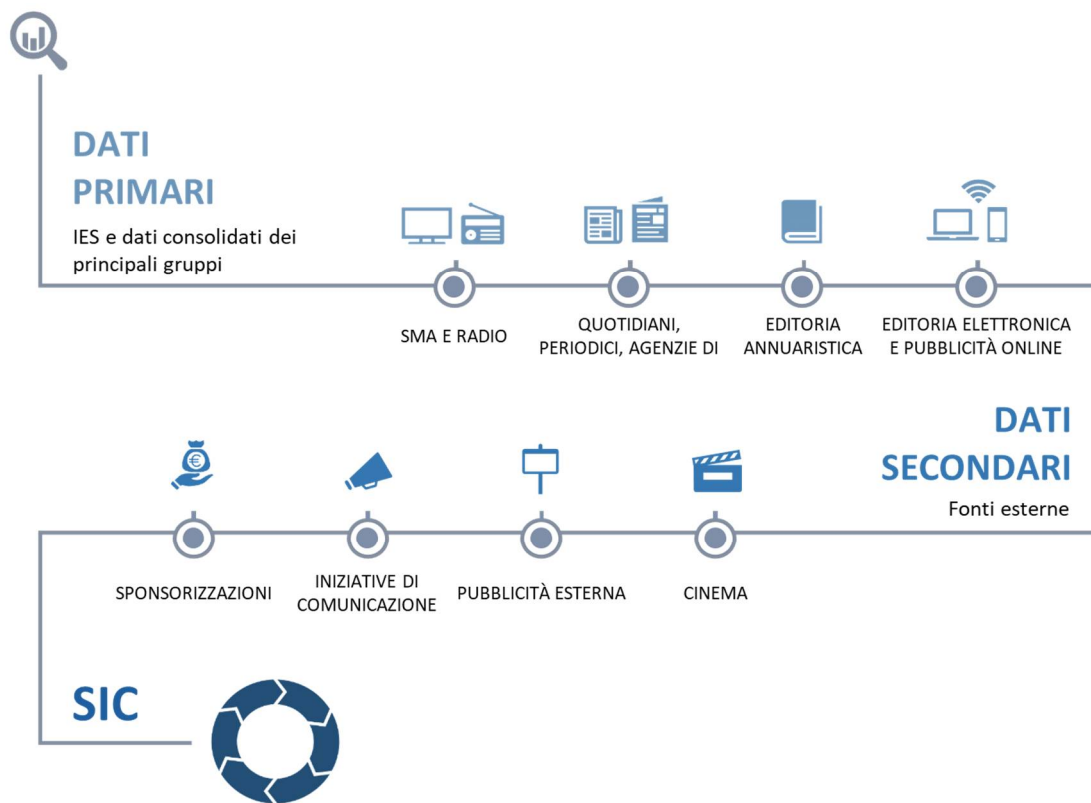 DATI
PRIMARI
IES e dati consolidati dei
principali gruppi
SMA E RADIO
QUOTIDIANI,
PERIODICI, AGENZIE DI
EDITORIA
ANNUARISTICA
EDITORIA ELETTRONICA
E PUBBLICITÀ ONLINE
DATI
SECONDARI
Fonti esterne
SPONSORIZZAZIONI
INIZIATIVE DI
COMUNICAZIONE
PUBBLICITÀ ESTERNA
CINEMA
SIC